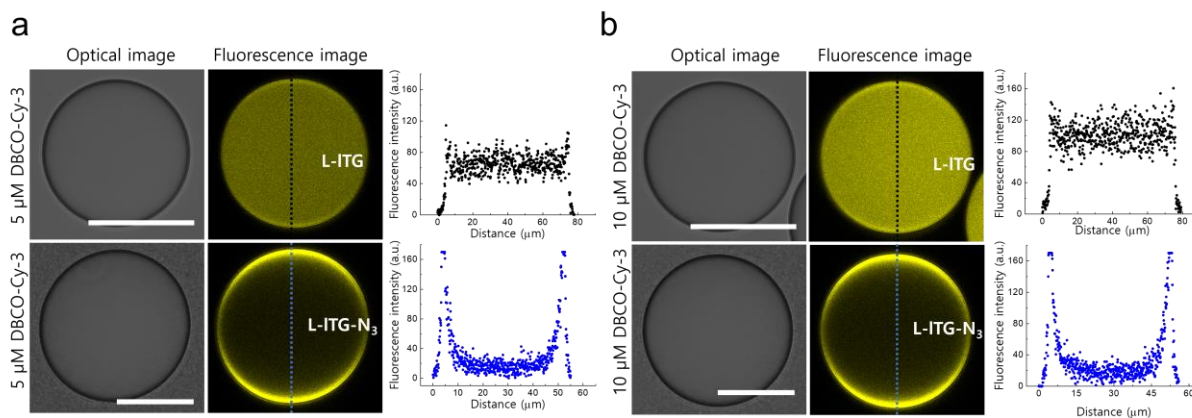 a
Optical image
Fluorescence image
5 µM DBCO-Cy-3
L-ITG
Fluorescence intensity (a.u.)
160
120
80
40
0
0 20 40 60 80
Distance (µm)
5 µM DBCO-Cy-3
L-ITG-N₃
Fluorescence intensity (a.u.)
160
120
80
40
0
0 10 20 30 40 50 60
Distance (µm)
b
Optical image
Fluorescence image
10 µM DBCO-Cy-3
L-ITG
Fluorescence intensity (a.u.)
160
120
80
40
0
0 20 40 60 80
Distance (µm)
10 µM DBCO-Cy-3
L-ITG-N₃
Fluorescence intensity (a.u.)
160
120
80
40
0
0 15 30 45 60
Distance (µm)